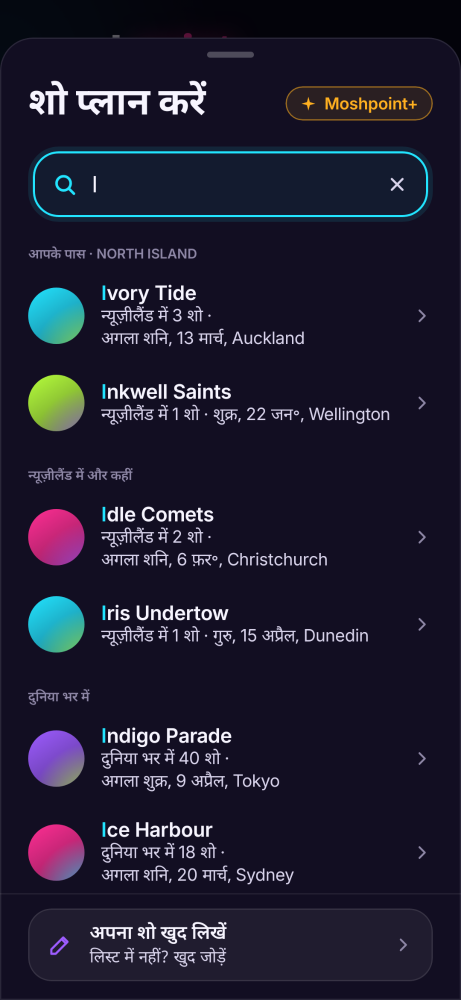 शो प्लान करें
Moshpoint+
I
आपके पास · NORTH ISLAND
Ivory Tide
न्यूज़ीलैंड में 3 शो ·
अगला शनि, 13 मार्च, Auckland
Inkwell Saints
न्यूज़ीलैंड में 1 शो · शुक्र, 22 जन॰, Wellington
न्यूज़ीलैंड में और कहीं
Idle Comets
न्यूज़ीलैंड में 2 शो ·
अगला शनि, 6 फ़र॰, Christchurch
Iris Undertow
न्यूज़ीलैंड में 1 शो · गुरु, 15 अप्रैल, Dunedin
दुनिया भर में
Indigo Parade
दुनिया भर में 40 शो ·
अगला शुक्र, 9 अप्रैल, Tokyo
Ice Harbour
दुनिया भर में 18 शो ·
अगला शनि, 20 मार्च, Sydney
अपना शो खुद लिखें
लिस्ट में नहीं? खुद जोड़ें